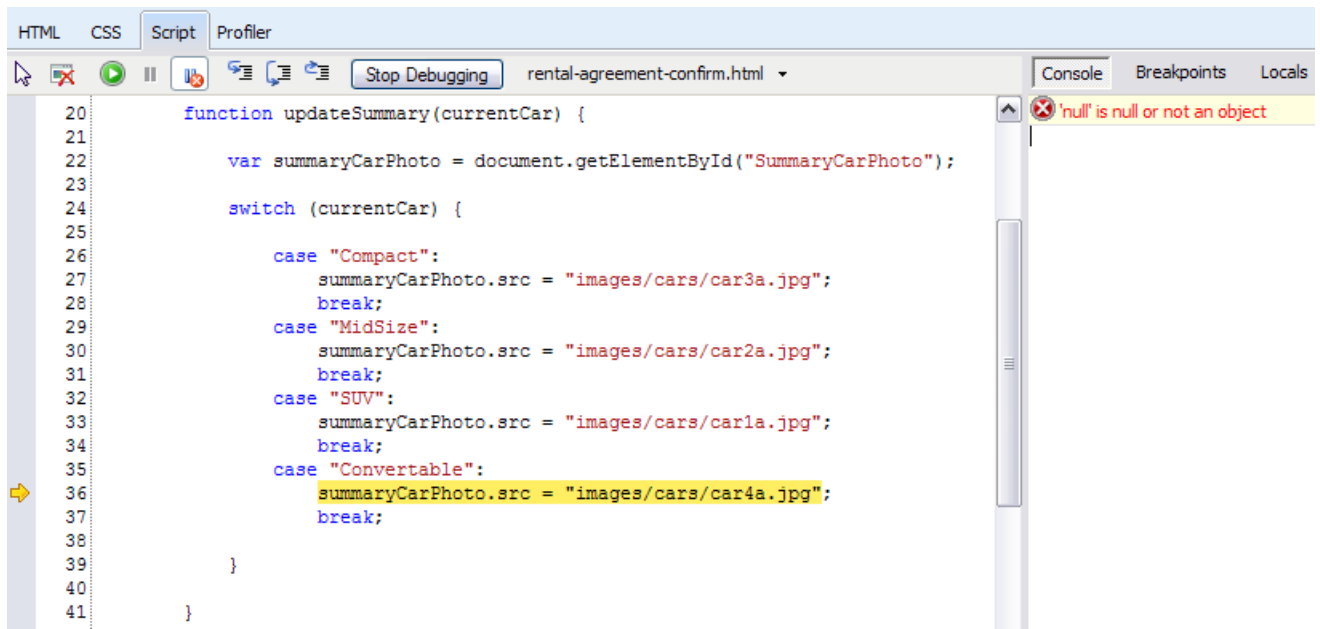 HTML CSS Script Profiler
Stop Debugging rental-agreement-confirm.html
Console Breakpoints Locals
'null' is null or not an object
20 function updateSummary(currentCar) {
21
22 var summaryCarPhoto = document.getElementById("SummaryCarPhoto");
23
24 switch (currentCar) {
25
26 case "Compact":
27 summaryCarPhoto.src = "images/cars/car3a.jpg";
28 break;
29 case "MidSize":
30 summaryCarPhoto.src = "images/cars/car2a.jpg";
31 break;
32 case "SUV":
33 summaryCarPhoto.src = "images/cars/car1a.jpg";
34 break;
35 case "Convertable":
36 summaryCarPhoto.src = "images/cars/car4a.jpg";
37 break;
38
39 }
40
41 }